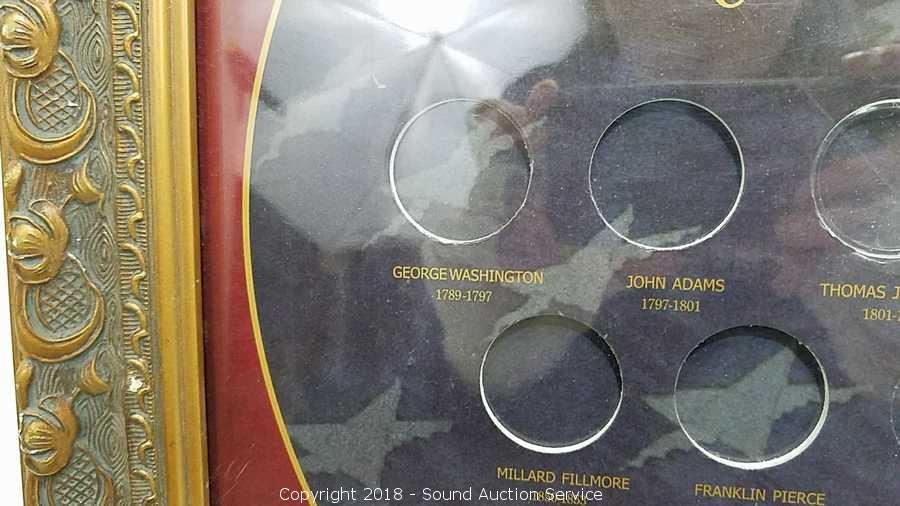 GEORGE WASHINGTON
1789-1797
JOHN ADAMS
1797-1801
THOMAS J
1801-
MILLARD FILLMORE
FRANKLIN PIERCE
Copyright 2018 - Sound Auction Service